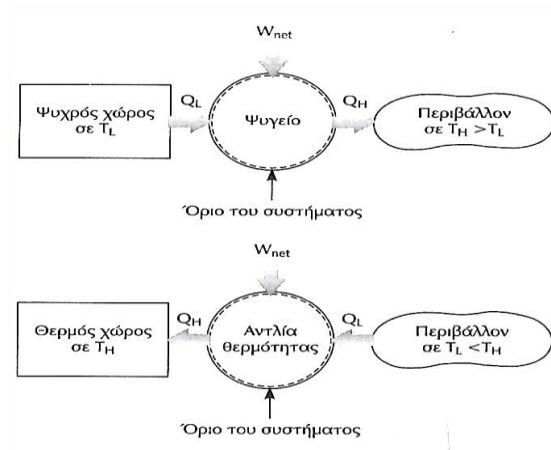 W_net
Ψυχρός χώρος
σε T_L
Q_L
Ψυγείο
Q_H
Περιβάλλον
σε T_H > T_L
Όριο του συστήματος
W_net
Θερμός χώρος
σε T_H
Q_H
Αντλία
θερμότητας
Q_L
Περιβάλλον
σε T_L < T_H
Όριο του συστήματος